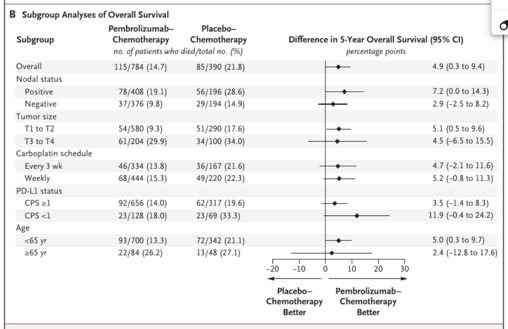 B Subgroup Analyses of Overall Survival
Subgroup Pembrolizumab–Chemotherapy Placebo–Chemotherapy Difference in 5-Year Overall Survival (95% CI)
no. of patients who died/total no. (%) percentage points
Overall 115/784 (14.7) 85/390 (21.8) 4.9 (0.3 to 9.4)
Nodal status
Positive 78/408 (19.1) 56/196 (28.6) 7.2 (0.0 to 14.3)
Negative 37/376 (9.8) 29/194 (14.9) 2.9 (−2.5 to 8.2)
Tumor size
T1 to T2 54/580 (9.3) 51/290 (17.6) 5.1 (0.5 to 9.6)
T3 to T4 61/204 (29.9) 34/100 (34.0) 4.5 (−6.5 to 15.5)
Carboplatin schedule
Every 3 wk 46/334 (13.8) 36/167 (21.6) 4.7 (−2.1 to 11.6)
Weekly 68/444 (15.3) 49/220 (22.3) 5.2 (−0.8 to 11.3)
PD-L1 status
CPS ≥1 92/656 (14.0) 62/317 (19.6) 3.5 (−1.4 to 8.3)
CPS <1 23/128 (18.0) 23/69 (33.3) 11.9 (−0.4 to 24.2)
Age
<65 yr 93/700 (13.3) 72/342 (21.1) 5.0 (0.3 to 9.7)
≥65 yr 22/84 (26.2) 13/48 (27.1) 2.4 (−12.8 to 17.6)
−20 −10 0 10 20 30
Placebo–Chemotherapy Better Pembrolizumab–Chemotherapy Better